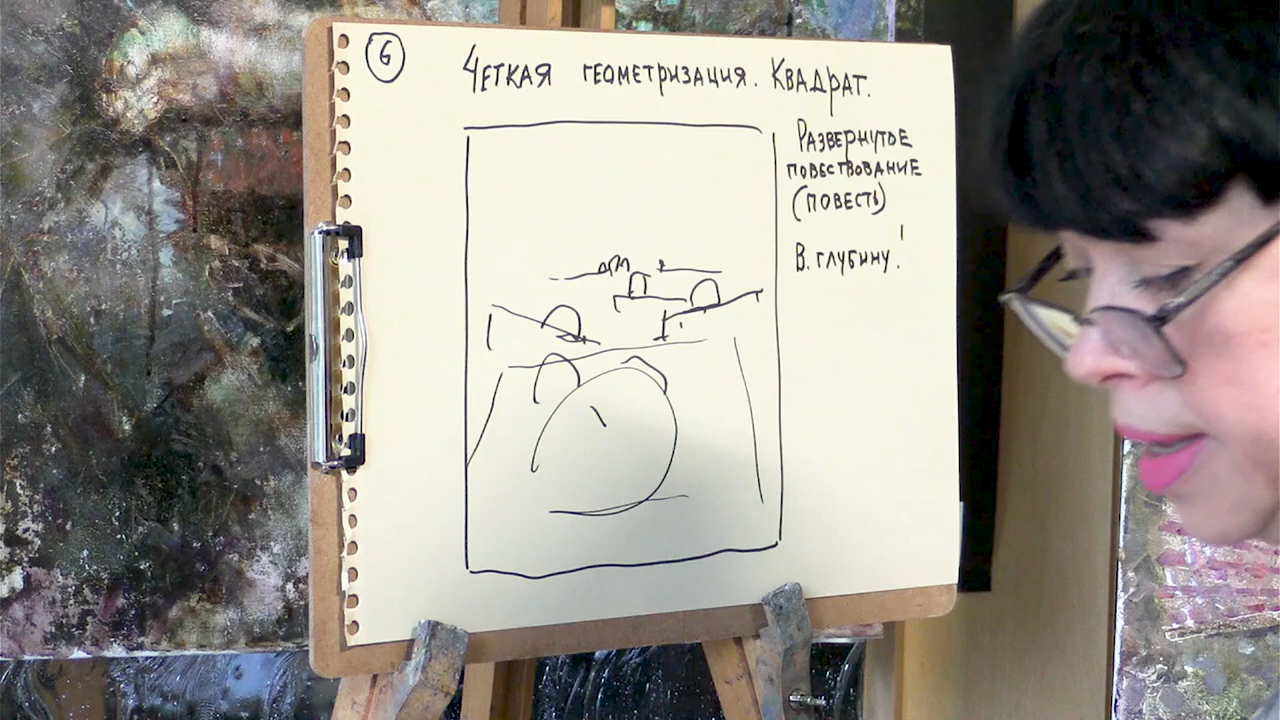 6
Четкая геометризация. Квадрат.
Развернутое
повествование
(повесть)
В глубину!